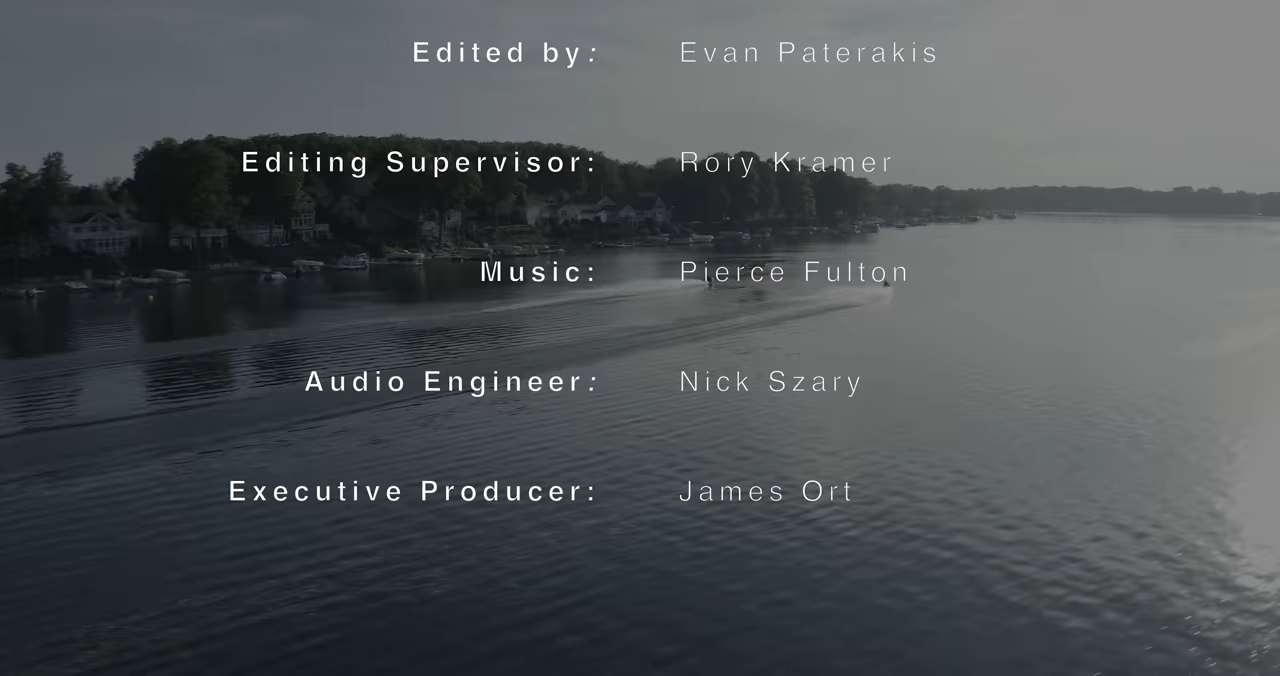 Edited by: Evan Paterakis
Editing Supervisor: Rory Kramer
Music: Pierce Fulton
Audio Engineer: Nick Szary
Executive Producer: James Ort